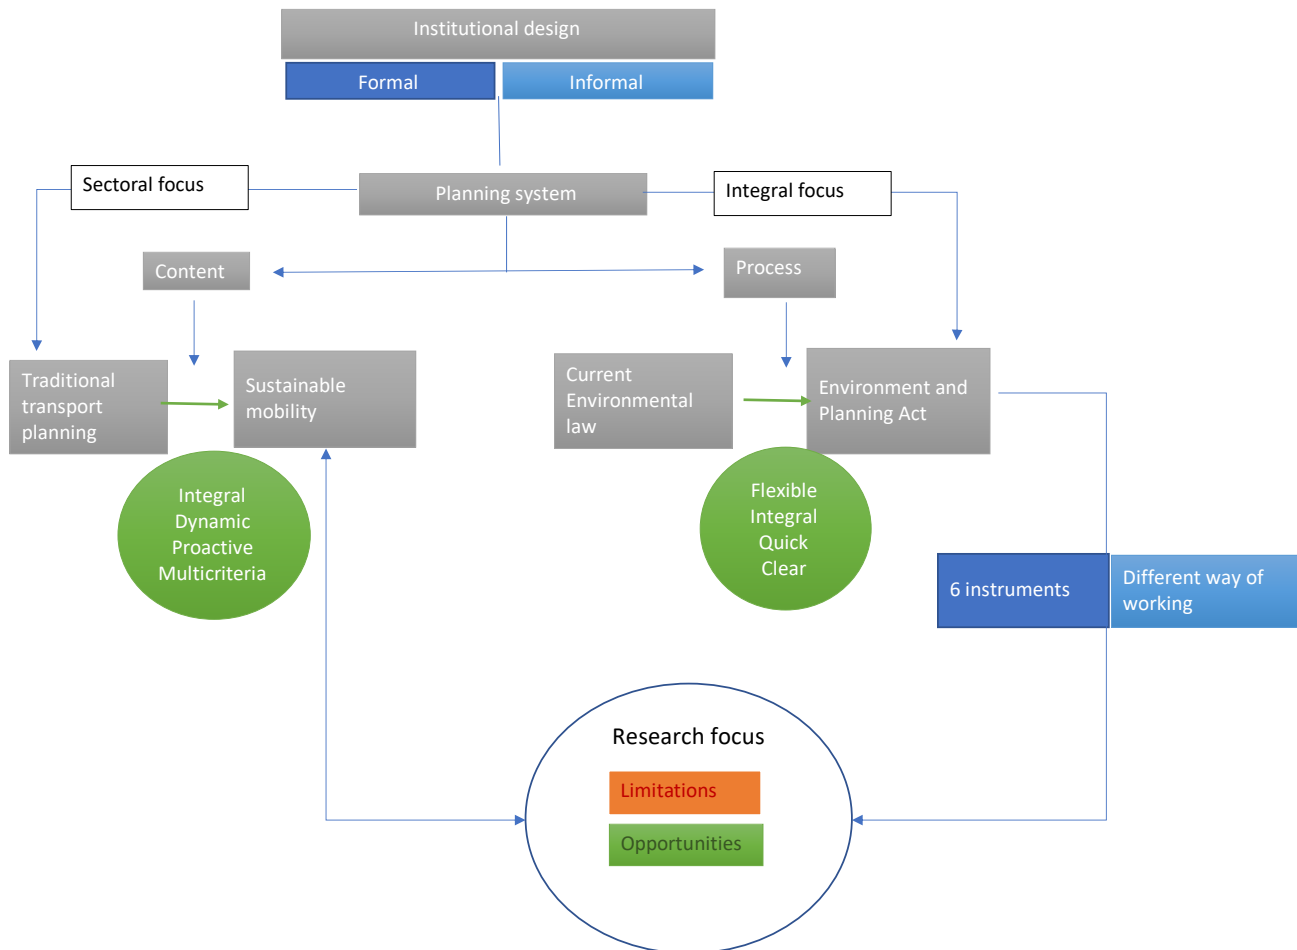 Institutional design
Formal
Informal
Sectoral focus
Planning system
Integral focus
Content
Process
Traditional
transport
planning
Sustainable
mobility
Current
Environmental
law
Environment and
Planning Act
Integral
Dynamic
Proactive
Multicriteria
Flexible
Integral
Quick
Clear
6 instruments
Different way of
working
Research focus
Limitations
Opportunities